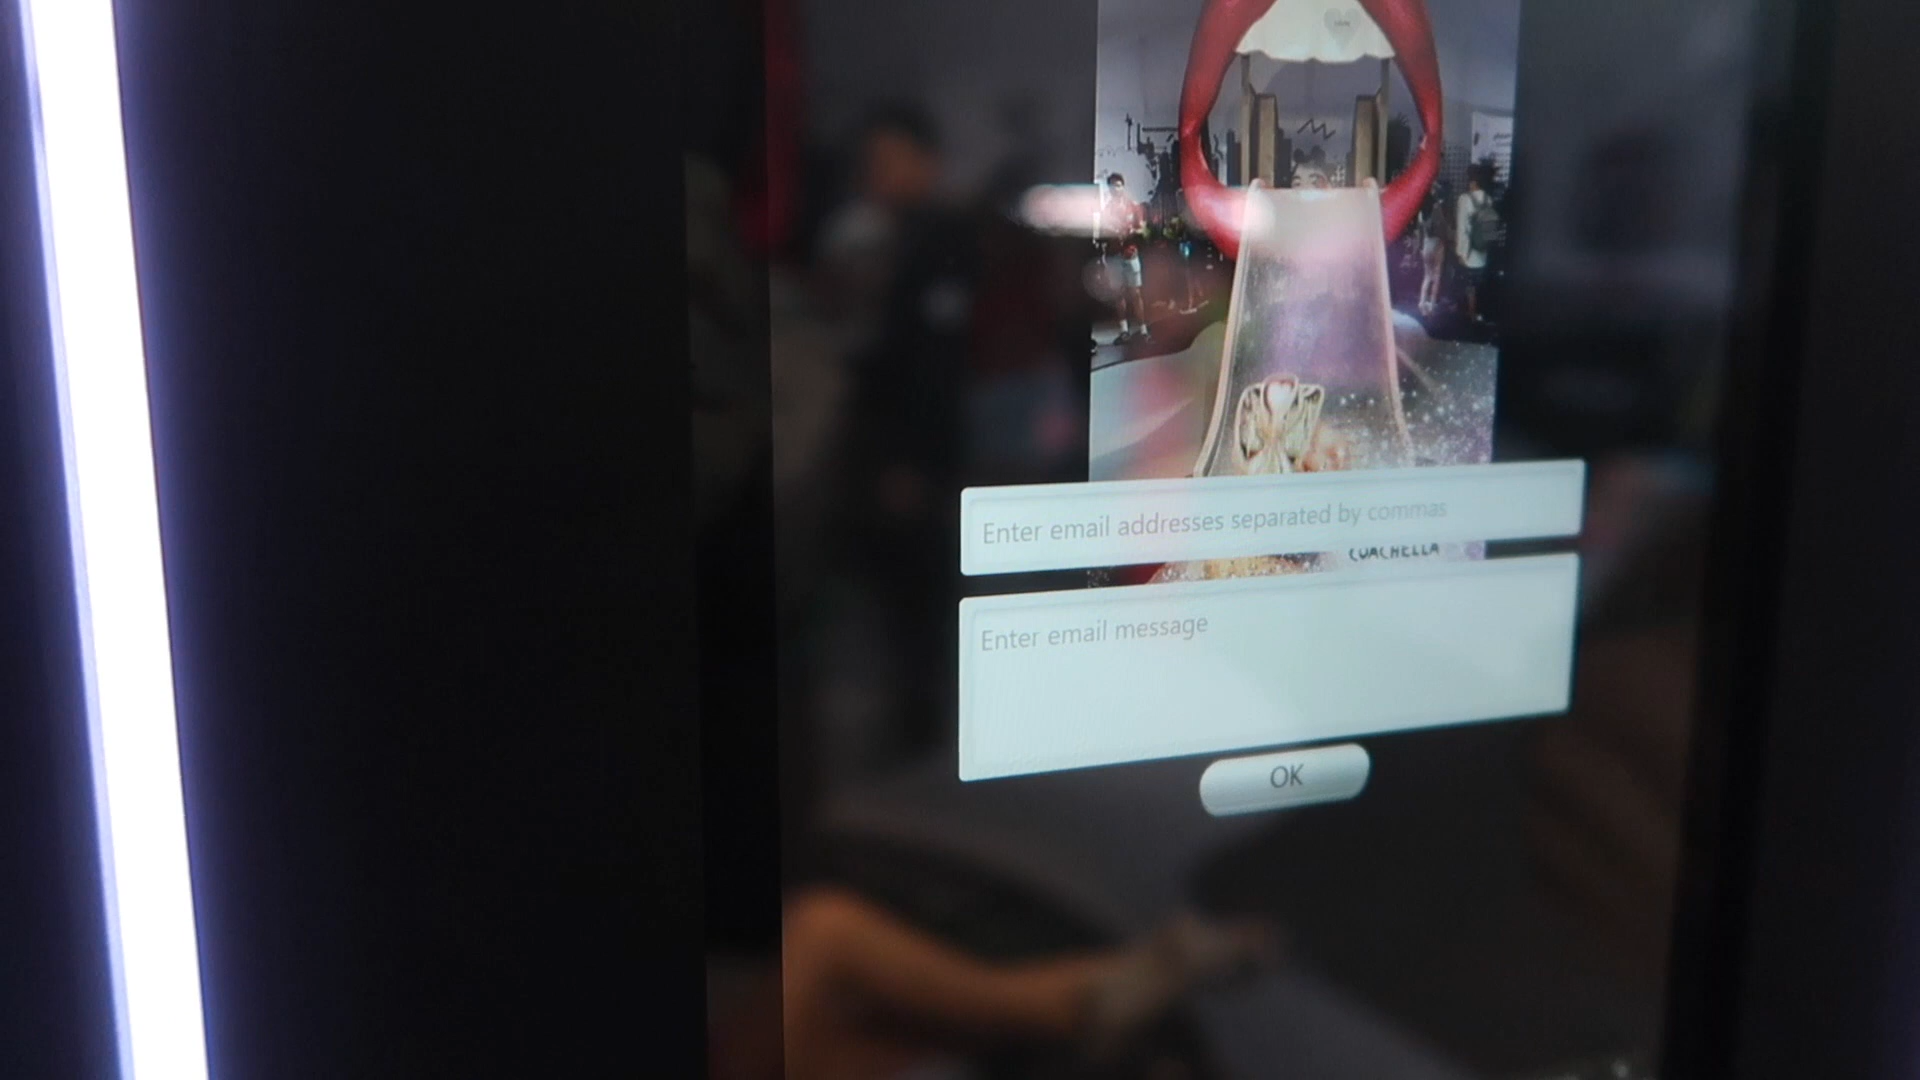 Enter email addresses separated by commas
COACHELLA
Enter email message
OK